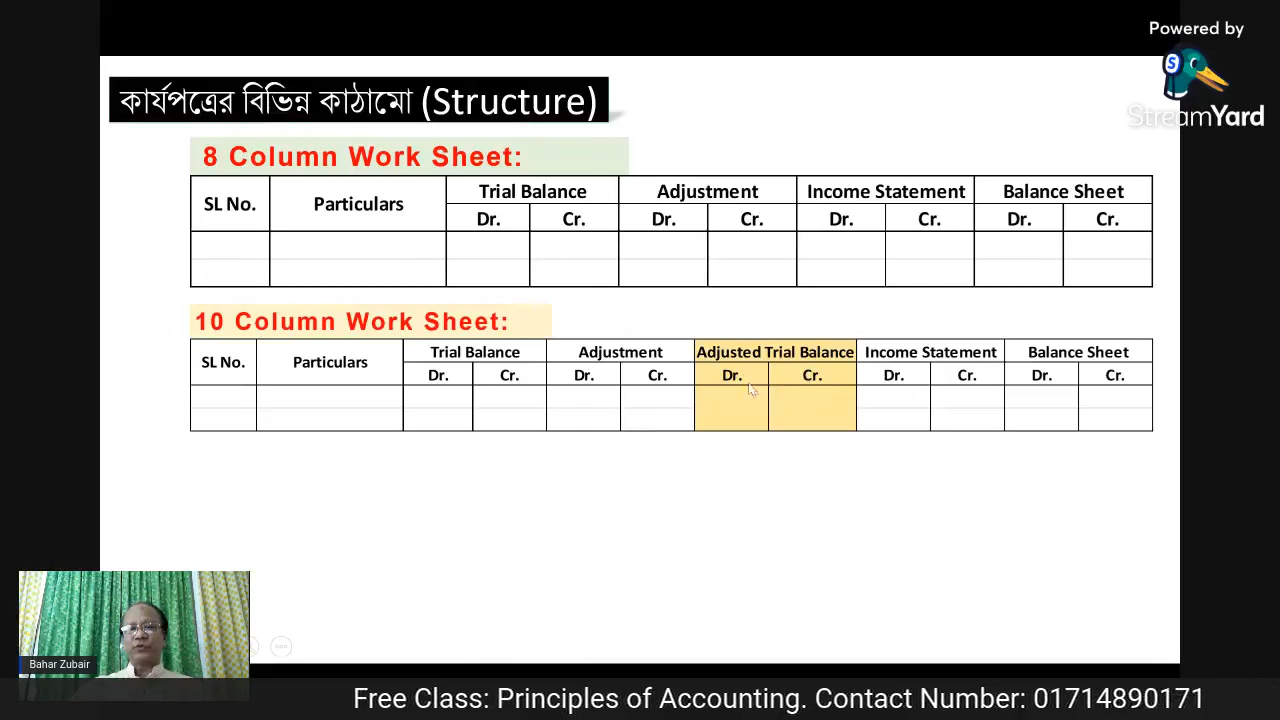 Powered by
StreamYard
কার্যপত্রের বিভিন্ন কাঠামো (Structure)
8 Column Work Sheet:
SL No. Particulars Trial Balance Adjustment Income Statement Balance Sheet
Dr. Cr. Dr. Cr. Dr. Cr. Dr. Cr.
10 Column Work Sheet:
SL No. Particulars Trial Balance Adjustment Adjusted Trial Balance Income Statement Balance Sheet
Dr. Cr. Dr. Cr. Dr. Cr. Dr. Cr. Dr. Cr.
Bahar Zubair
Free Class: Principles of Accounting. Contact Number: 01714890171